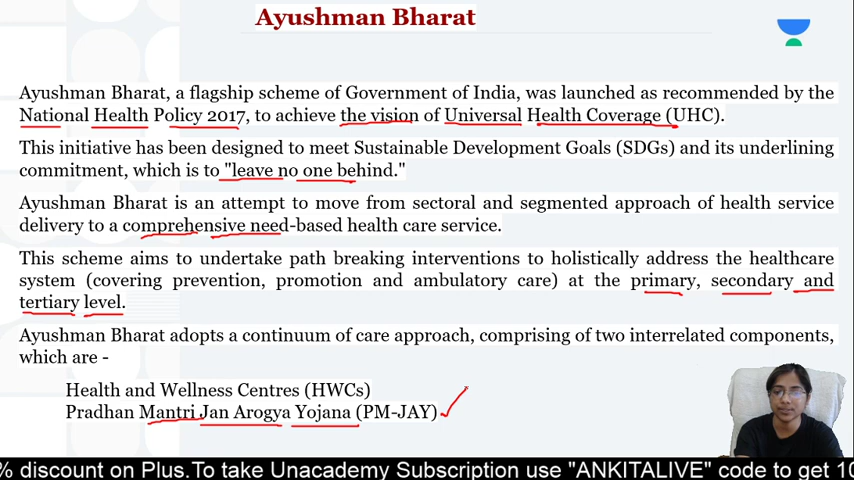 Ayushman Bharat
Ayushman Bharat, a flagship scheme of Government of India, was launched as recommended by the
National Health Policy 2017, to achieve the vision of Universal Health Coverage (UHC).
This initiative has been designed to meet Sustainable Development Goals (SDGs) and its underlining
commitment, which is to "leave no one behind."
Ayushman Bharat is an attempt to move from sectoral and segmented approach of health service
delivery to a comprehensive need-based health care service.
This scheme aims to undertake path breaking interventions to holistically address the healthcare
system (covering prevention, promotion and ambulatory care) at the primary, secondary and
tertiary level.
Ayushman Bharat adopts a continuum of care approach, comprising of two interrelated components,
which are -
Health and Wellness Centres (HWCs)
Pradhan Mantri Jan Arogya Yojana (PM-JAY)
% discount on Plus.To take Unacademy Subscription use "ANKITALIVE" code to get 10